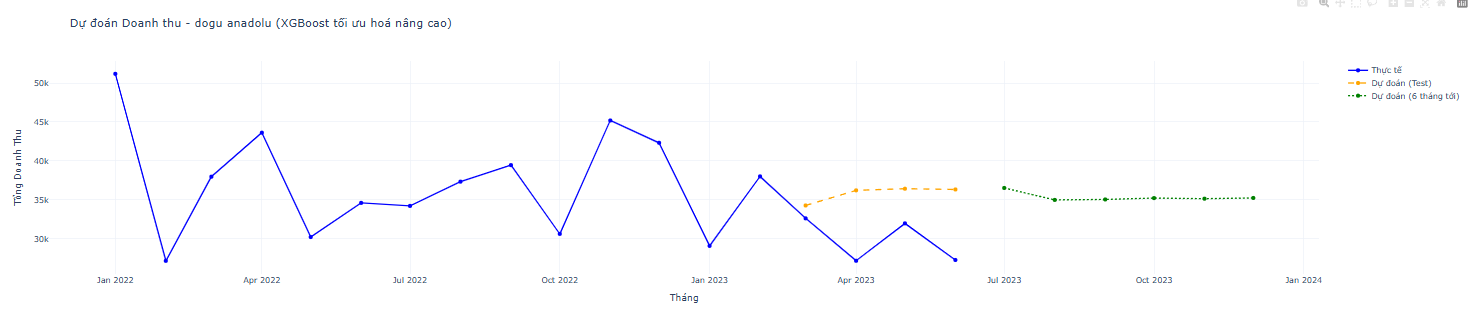 Dự đoán Doanh thu - dogu anadolu (XGBoost tối ưu hoá nâng cao)
Thực tế
Dự đoán (Test)
Dự đoán (6 tháng tới)
Tổng Doanh Thu
50k
45k
40k
35k
30k
Jan 2022
Apr 2022
Jul 2022
Oct 2022
Jan 2023
Apr 2023
Jul 2023
Oct 2023
Jan 2024
Tháng